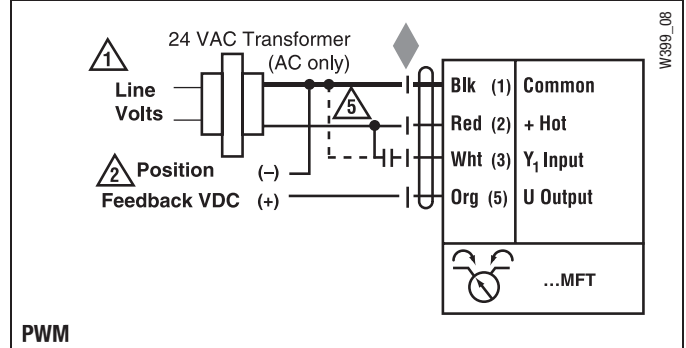 24 VAC Transformer
(AC only)
W399_08
1
Line
Volts
5
Blk (1) Common
Red (2) + Hot
Wht (3) Y1 Input
Org (5) U Output
2 Position (–)
Feedback VDC (+)
...MFT
PWM